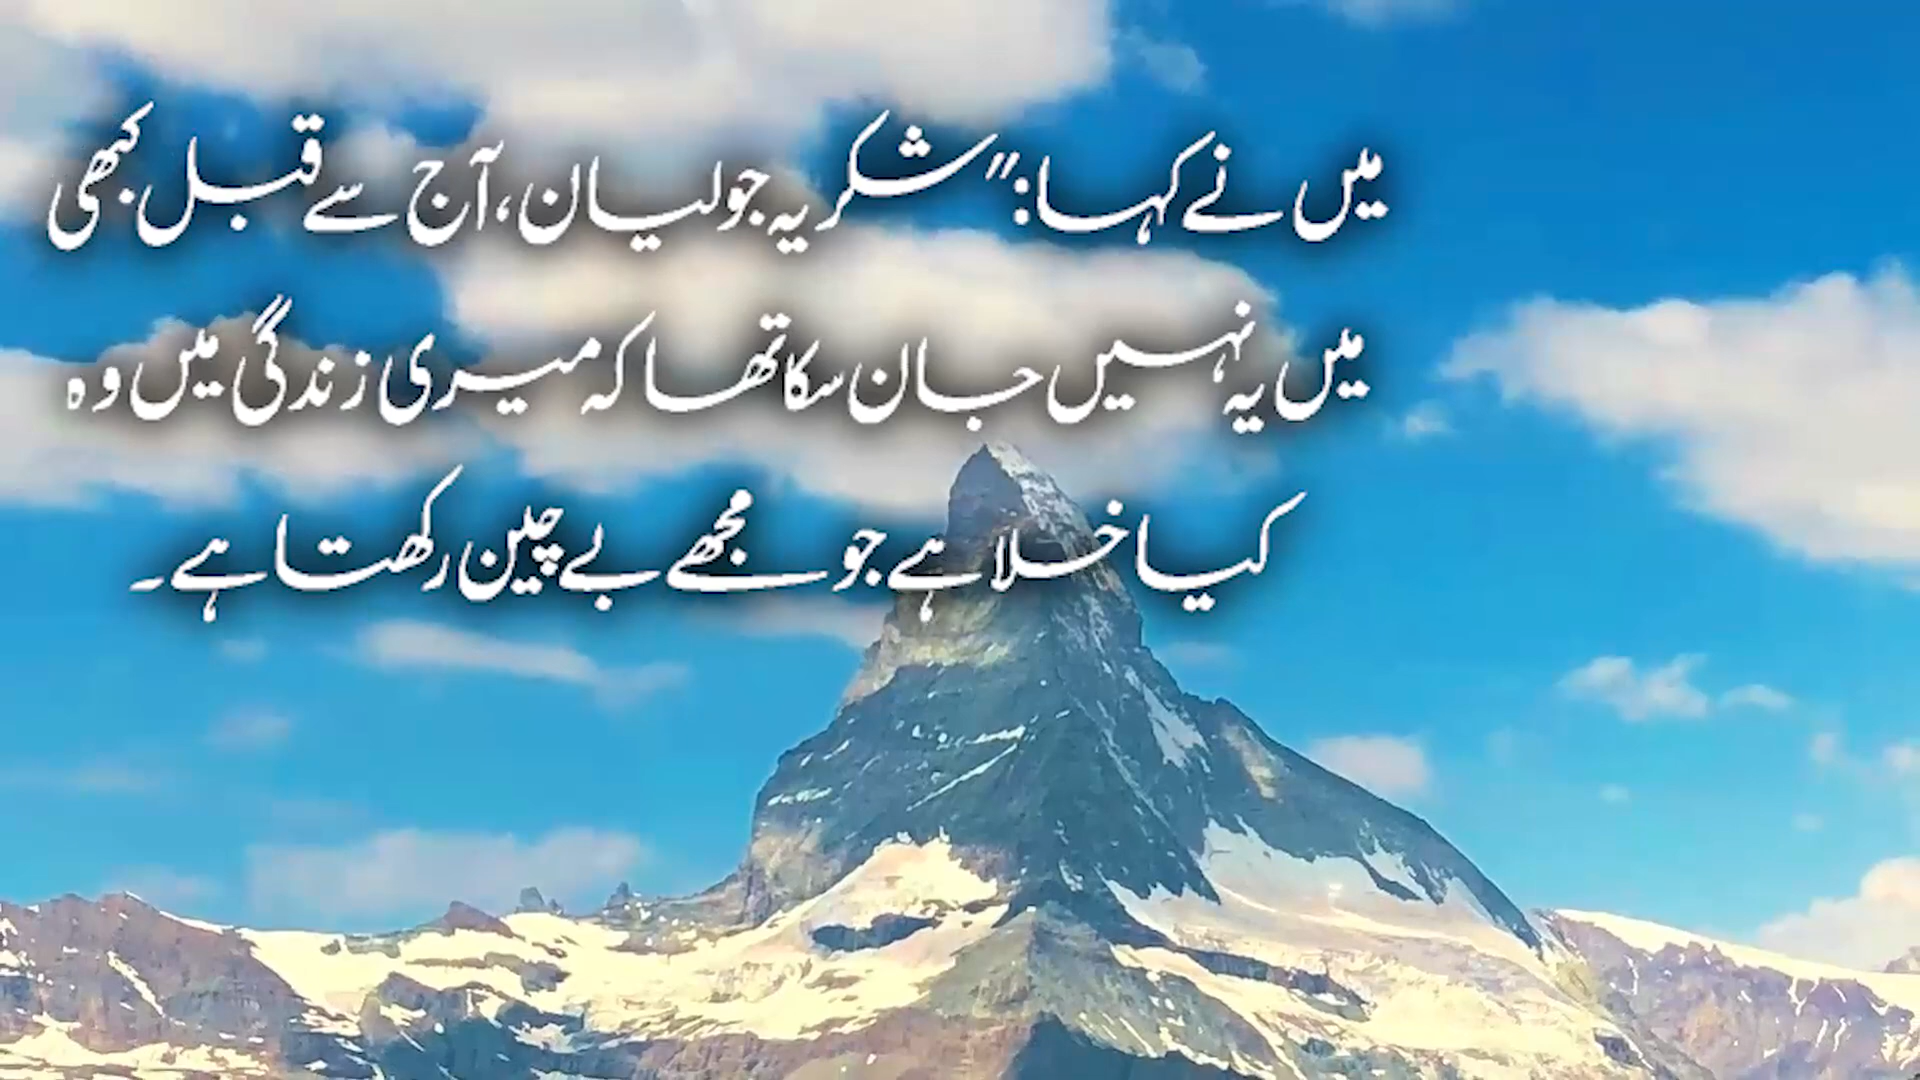 میں نے کہا: ”شکریہ جولیان، آج سے قبل کبھی
میں یہ نہیں جان سکا تھا کہ میری زندگی میں وہ
کیا خلا ہے جو مجھے بے چین رکھتا ہے۔